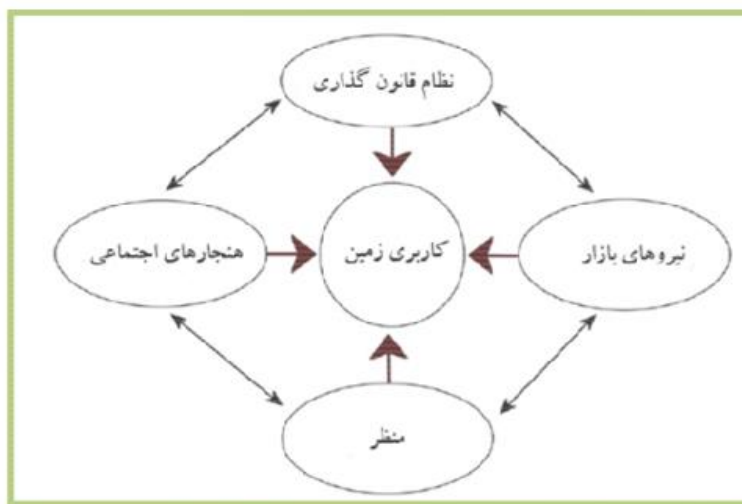 نظام قانون گذاری
نیروهای بازار
کاربری زمین
هنجارهای اجتماعی
منظر